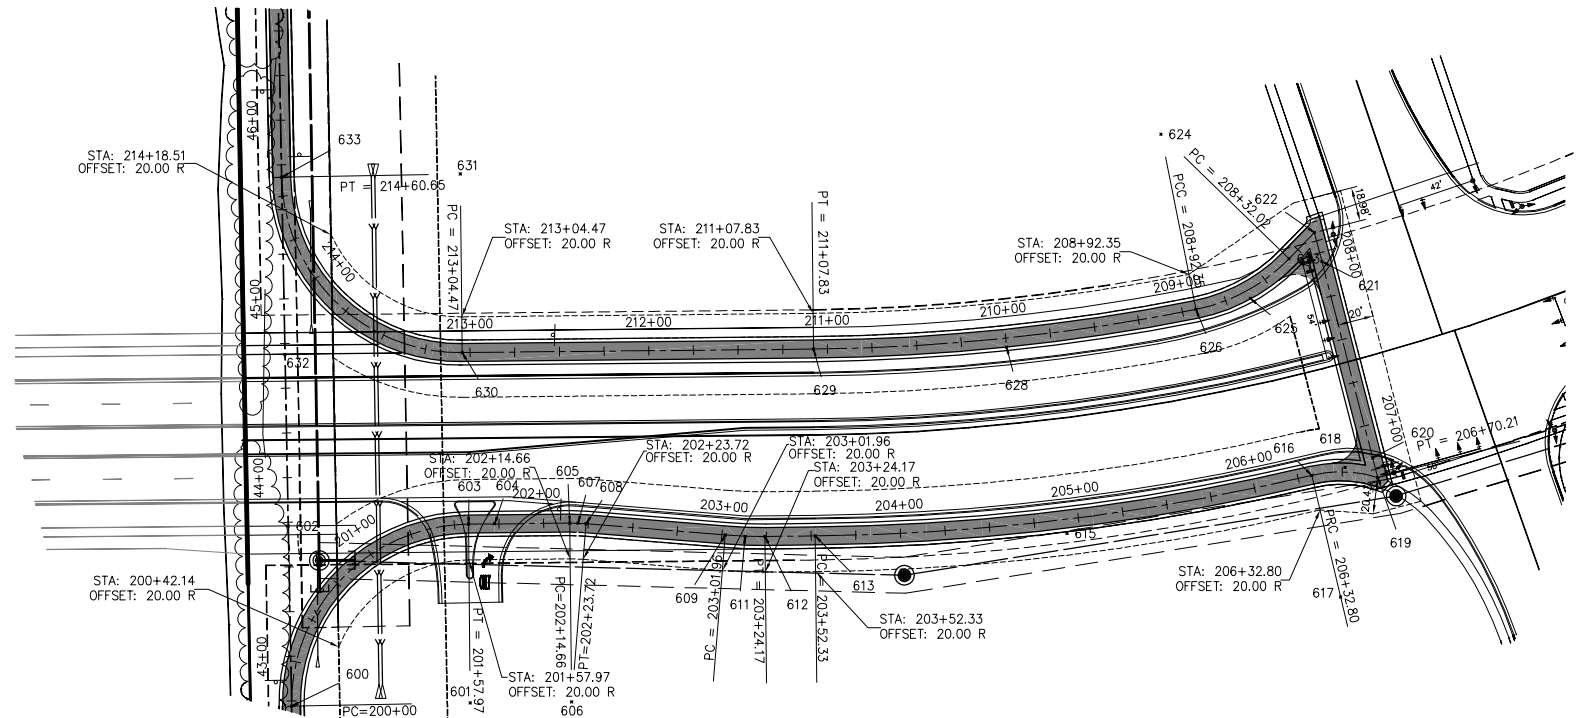 46+00
633
STA: 214+18.51
OFFSET: 20.00 R
631
PT = 214+60.65
PC = 213+04.47
STA: 213+04.47
OFFSET: 20.00 R
STA: 211+07.83
OFFSET: 20.00 R
PT = 211+07.83
624
PC = 208+32.02
PCC = 208+92.35
622
18.98'
42'
STA: 208+92.35
OFFSET: 20.00 R
214+00
208+00
621
45+00
213+00
212+00
211+00
210+00
209+00
54'
20'
625
626
632
630
629
628
207+00
STA: 202+14.66
OFFSET: 20.00 R
STA: 202+23.72
OFFSET: 20.00 R
STA: 203+01.96
OFFSET: 20.00 R
STA: 203+24.17
OFFSET: 20.00 R
618
620
PT = 206+70.21
616
206+00
44+00
603
604
605
607
608
202+00
203+00
204+00
205+00
602
201+00
615
619
PRC = 206+32.80
STA: 200+42.14
OFFSET: 20.00 R
STA: 206+32.80
OFFSET: 20.00 R
617
609
611
612
613
PT = 201+57.97
PC=202+14.66
PT=202+23.72
PC = 203+01.96
= 203+24.17
PC = 203+52.33
STA: 203+52.33
OFFSET: 20.00 R
43+00
600
601
STA: 201+57.97
OFFSET: 20.00 R
606
PC=200+00